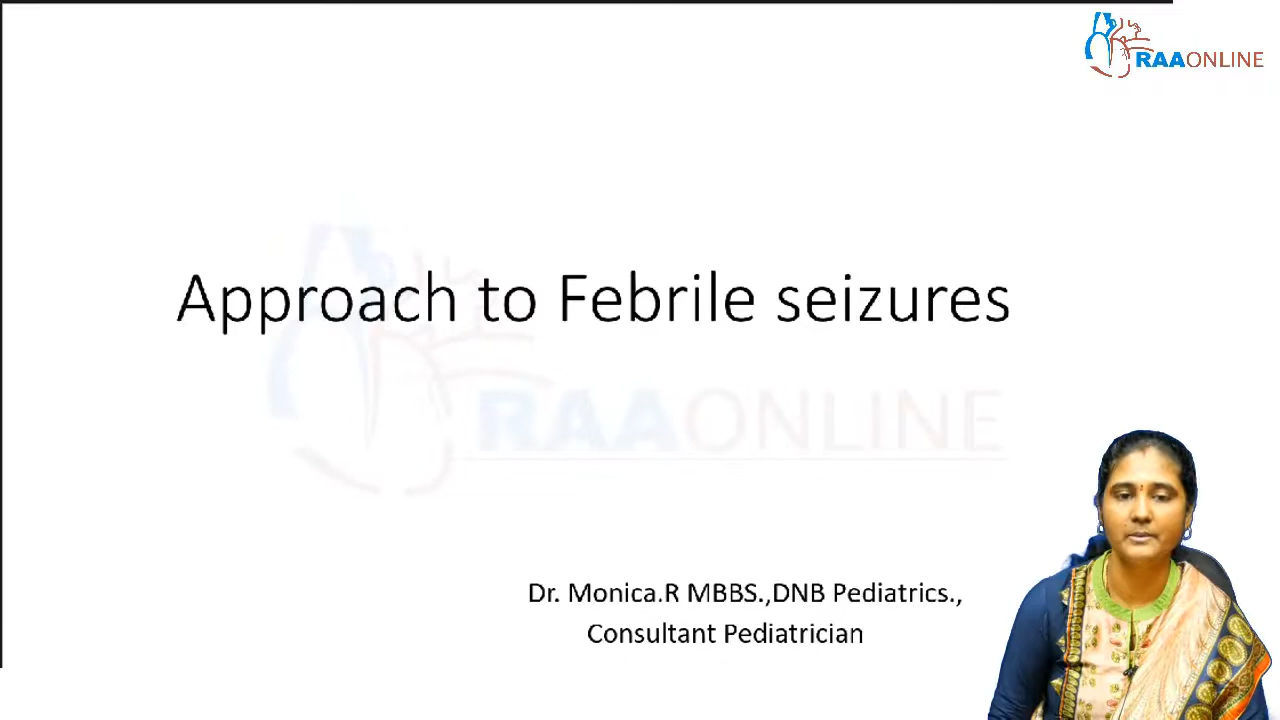 RAAONLINE
Approach to Febrile seizures
RAAONLINE
Dr. Monica.R MBBS.,DNB Pediatrics.,
Consultant Pediatrician